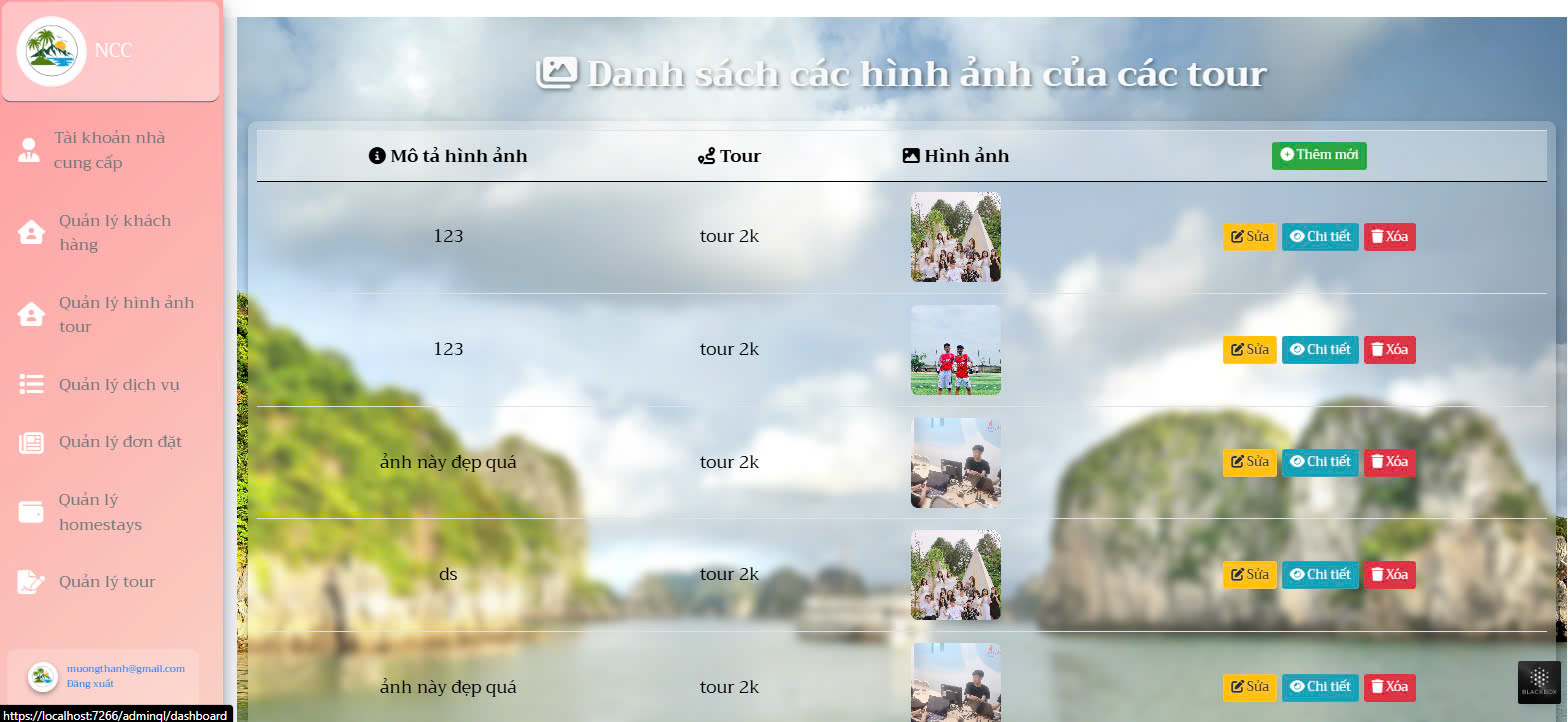 NCC
Tài khoản nhà
cung cấp
Quản lý khách
hàng
Quản lý hình ảnh
tour
Quản lý dịch vụ
Quản lý đơn đặt
Quản lý
homestays
Quản lý tour
muongthanh@gmail.com
Đăng xuất
https://localhost:7266/adminql/dashboard
Danh sách các hình ảnh của các tour
Mô tả hình ảnh Tour Hình ảnh Thêm mới
123 tour 2k Sửa Chi tiết Xóa
123 tour 2k Sửa Chi tiết Xóa
ảnh này đẹp quá tour 2k Sửa Chi tiết Xóa
ds tour 2k Sửa Chi tiết Xóa
ảnh này đẹp quá tour 2k Sửa Chi tiết Xóa
BLACKBOX